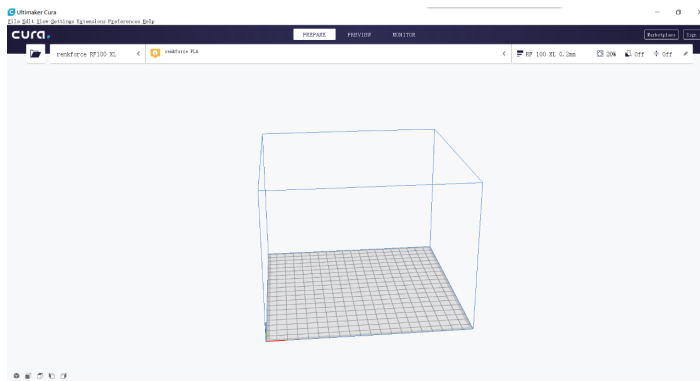 Ultimaker Cura
File Edit View Settings Extensions Preferences Help
cura.
PREPARE PREVIEW MONITOR
Marketplace Sign
renkforce RF100 XL
renkforce PLA
RF 100 XL 0.2mm 20% Off Off